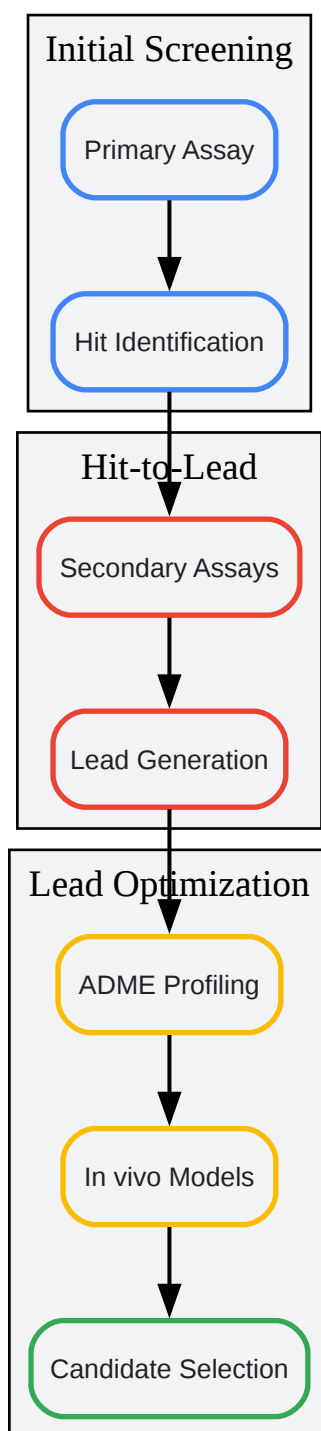 Initial Screening
Primary Assay
Hit Identification
Hit-to-Lead
Secondary Assays
Lead Generation
Lead Optimization
ADME Profiling
In vivo Models
Candidate Selection